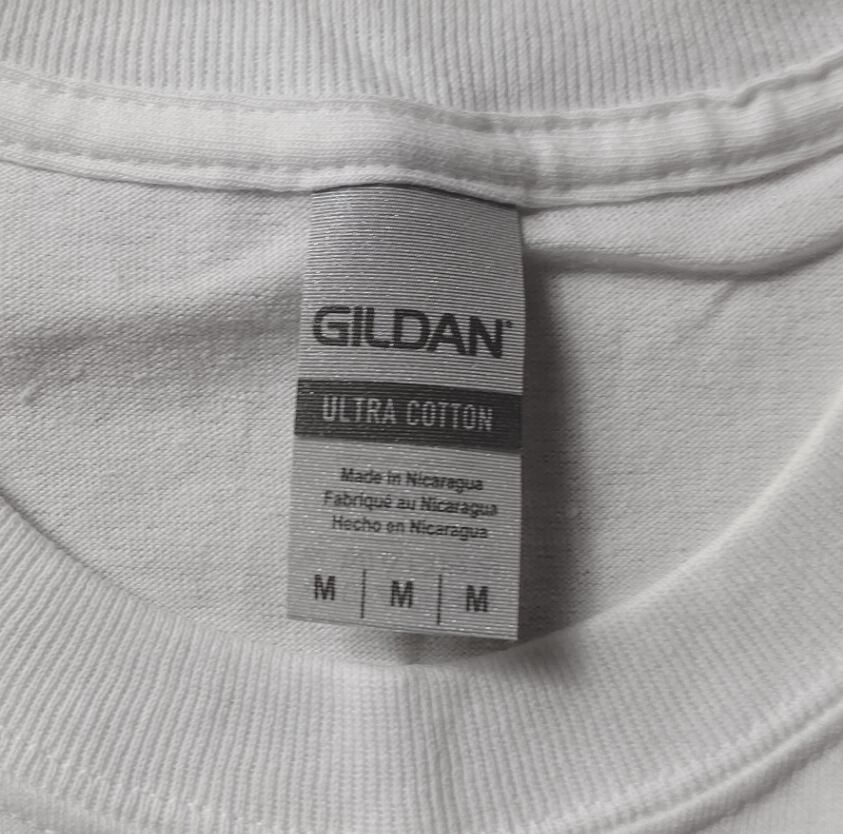 GILDAN®
ULTRA COTTON
Made in Nicaragua
Fabriqué au Nicaragua
Hecho en Nicaragua
M | M | M